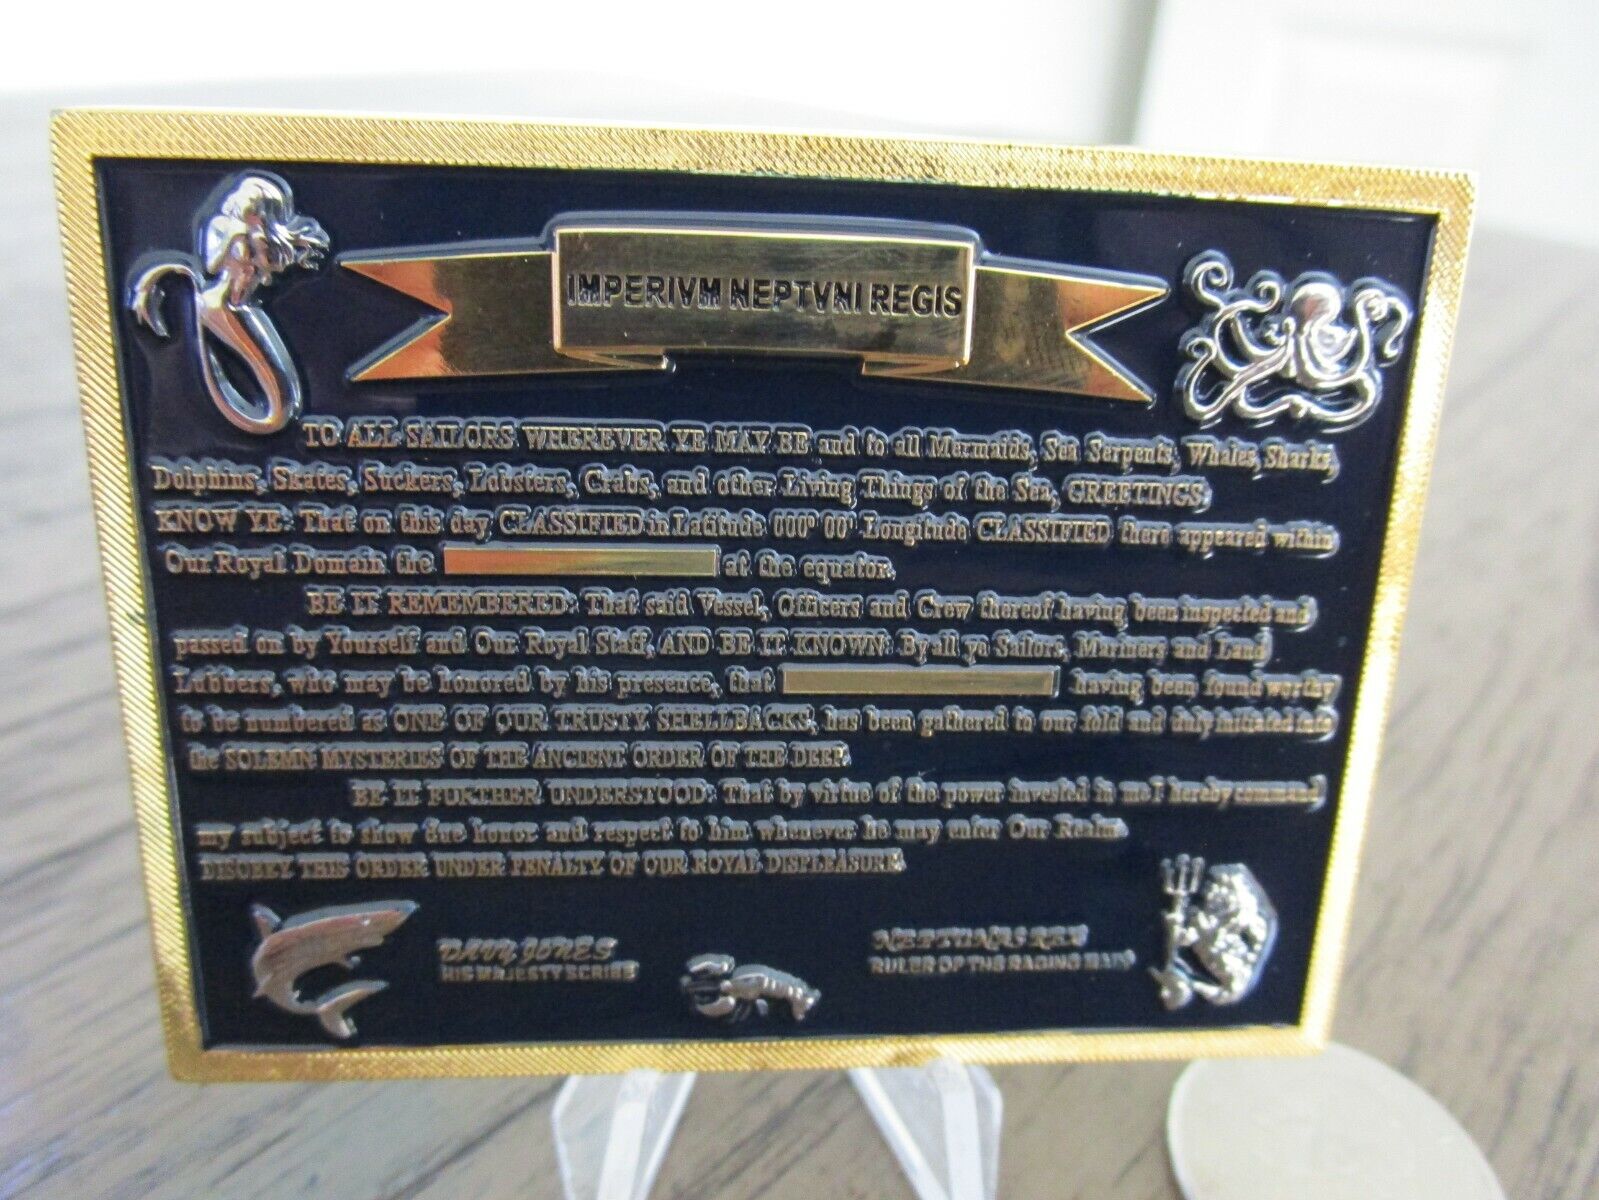 IMPERIVM NEPTVNI REGIS
TO ALL SAILORS WHEREVER YE MAY BE and to all Mermaids, Sea Serpents, Whales, Sharks,
Dolphins, Skates, Suckers, Lobsters, Crabs, and other Living Things of the Sea, GREETINGS:
KNOW YE: That on this day CLASSIFIED in Latitude 000° 00' Longitude CLASSIFIED there appeared within
Our Royal Domain the at the equator.
BE IT REMEMBERED: That said Vessel, Officers and Crew thereof having been inspected and
passed on by Yourself and Our Royal Staff, AND BE IT KNOWN: By all ye Sailors, Mariners and Land
Lubbers, who may be honored by his presence, that having been found worthy
to be numbered as ONE OF OUR TRUSTY SHELLBACKS, has been gathered to our fold and duly initiated into
the SOLEMN MYSTERIES OF THE ANCIENT ORDER OF THE DEEP.
BE IT FURTHER UNDERSTOOD: That by virtue of the power invested in me I hereby command
my subject to show due honor and respect to him whenever he may enter Our Realm.
DISOBEY THIS ORDER UNDER PENALTY OF OUR ROYAL DISPLEASURE.
DAVY JONES
HIS MAJESTY SCRIBE
NEPTUNUS REX
RULER OF THE RAGING MAIN